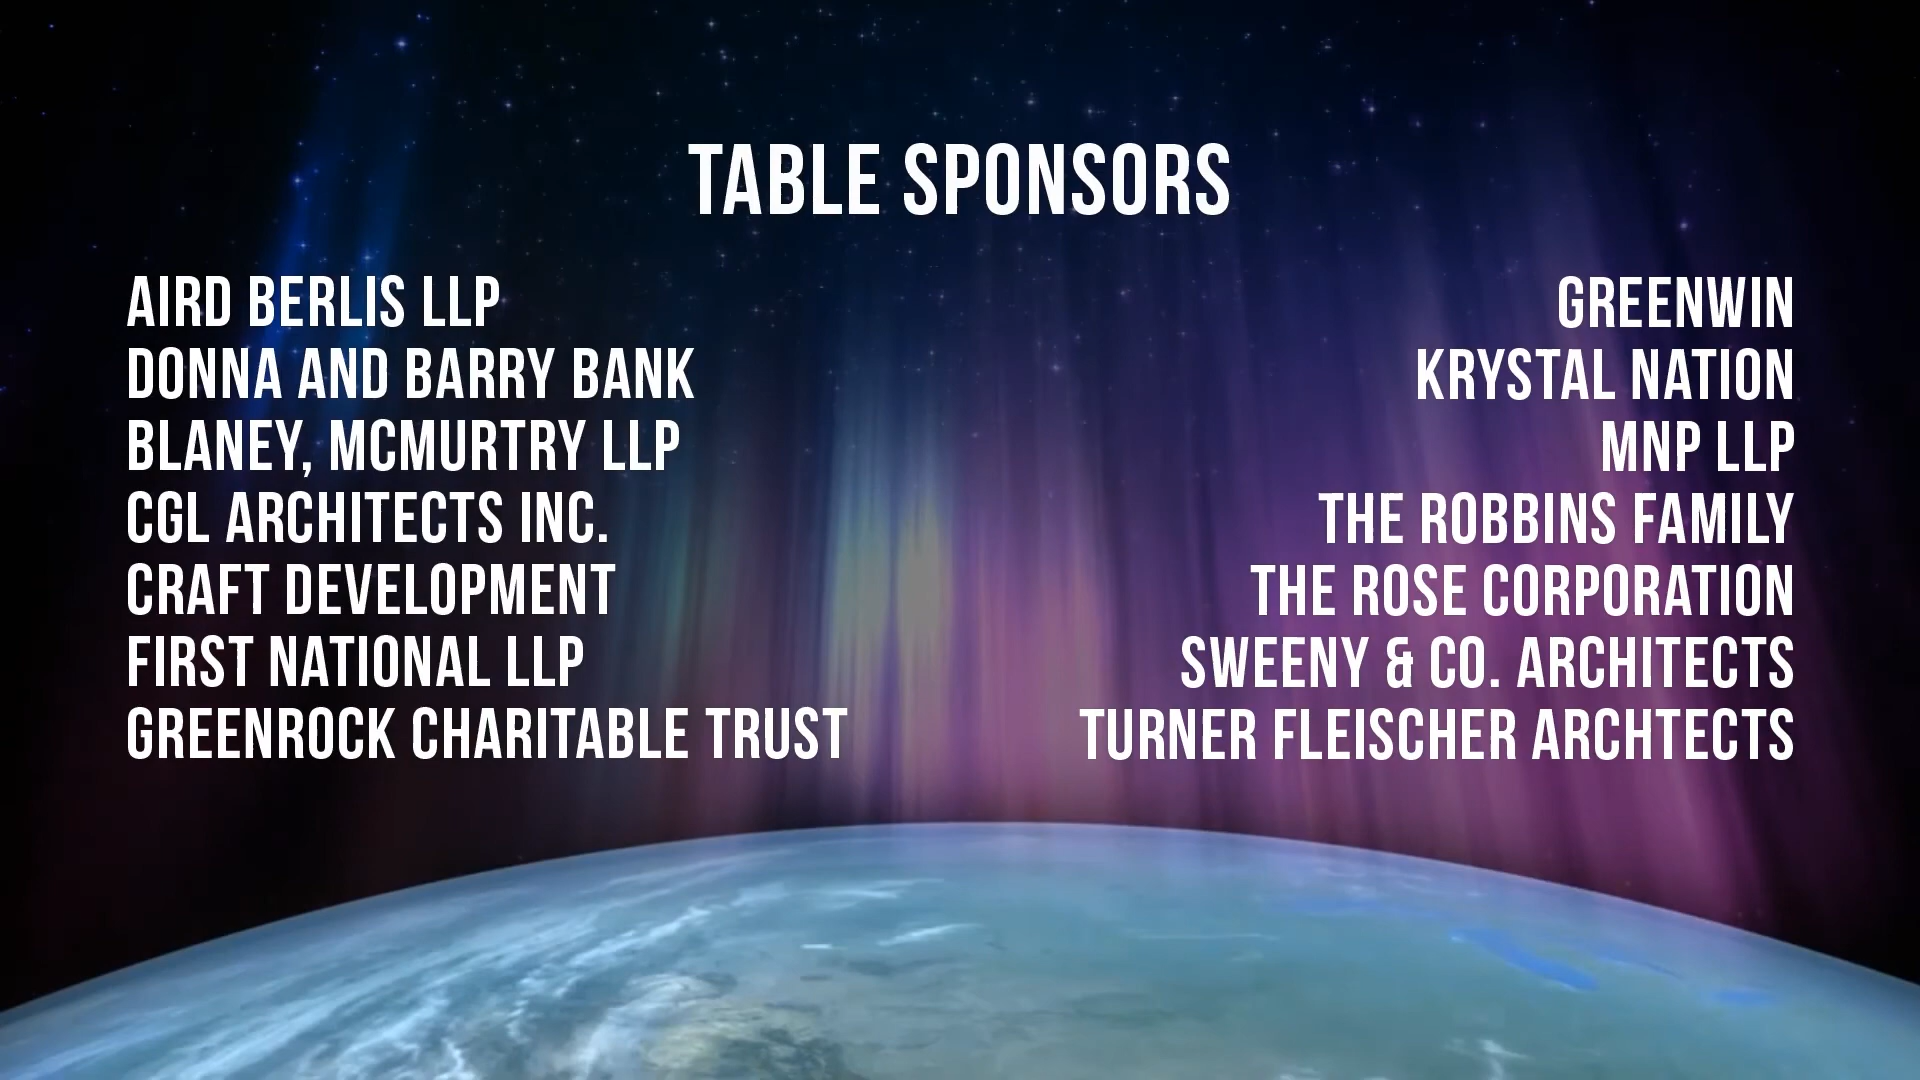 TABLE SPONSORS
AIRD BERLIS LLP
DONNA AND BARRY BANK
BLANEY, MCMURTRY LLP
CGL ARCHITECTS INC.
CRAFT DEVELOPMENT
FIRST NATIONAL LLP
GREENROCK CHARITABLE TRUST
GREENWIN
KRYSTAL NATION
MNP LLP
THE ROBBINS FAMILY
THE ROSE CORPORATION
SWEENY & CO. ARCHITECTS
TURNER FLEISCHER ARCHTECTS